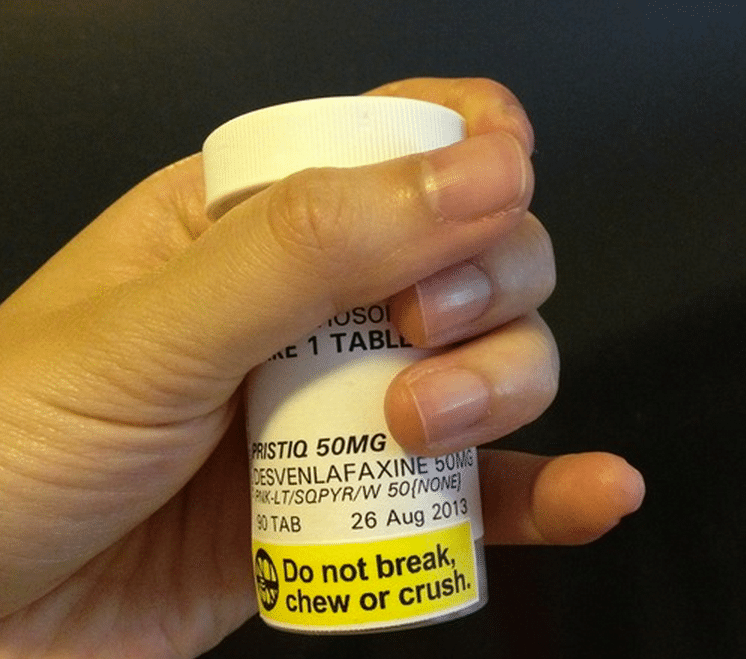 1 TABL
PRISTIQ 50MG
DESVENLAFAXINE 50MG
PNK-LT/SQPYR/W 50{NONE}
90 TAB 26 Aug 2013
Do not break,
chew or crush.